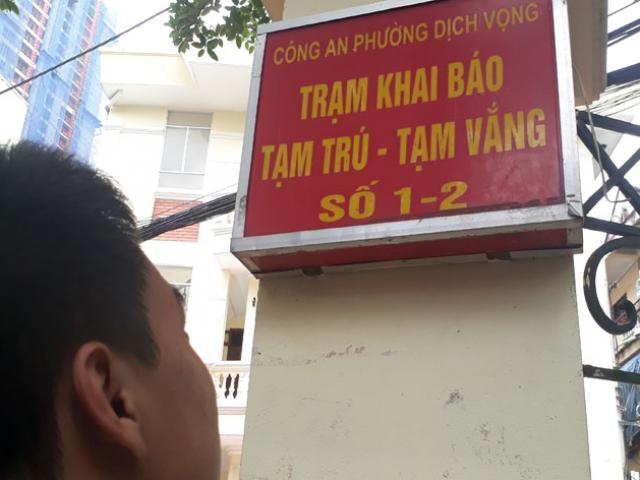 CÔNG AN PHƯỜNG DỊCH VỌNG
TRẠM KHAI BÁO
TẠM TRÚ - TẠM VẮNG
SỐ 1-2